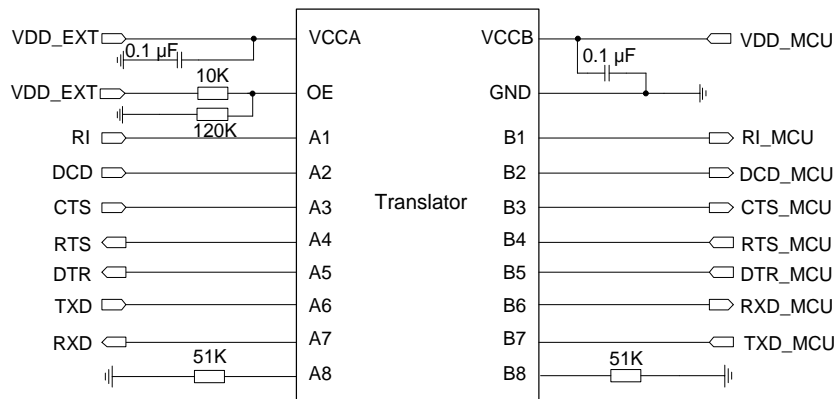 VDD_EXT VCCA VCCB VDD_MCU
0.1 µF 0.1 µF
VDD_EXT 10K OE GND
120K
RI A1 B1 RI_MCU
DCD A2 B2 DCD_MCU
CTS A3 Translator B3 CTS_MCU
RTS A4 B4 RTS_MCU
DTR A5 B5 DTR_MCU
TXD A6 B6 RXD_MCU
RXD A7 B7 TXD_MCU
51K A8 B8 51K